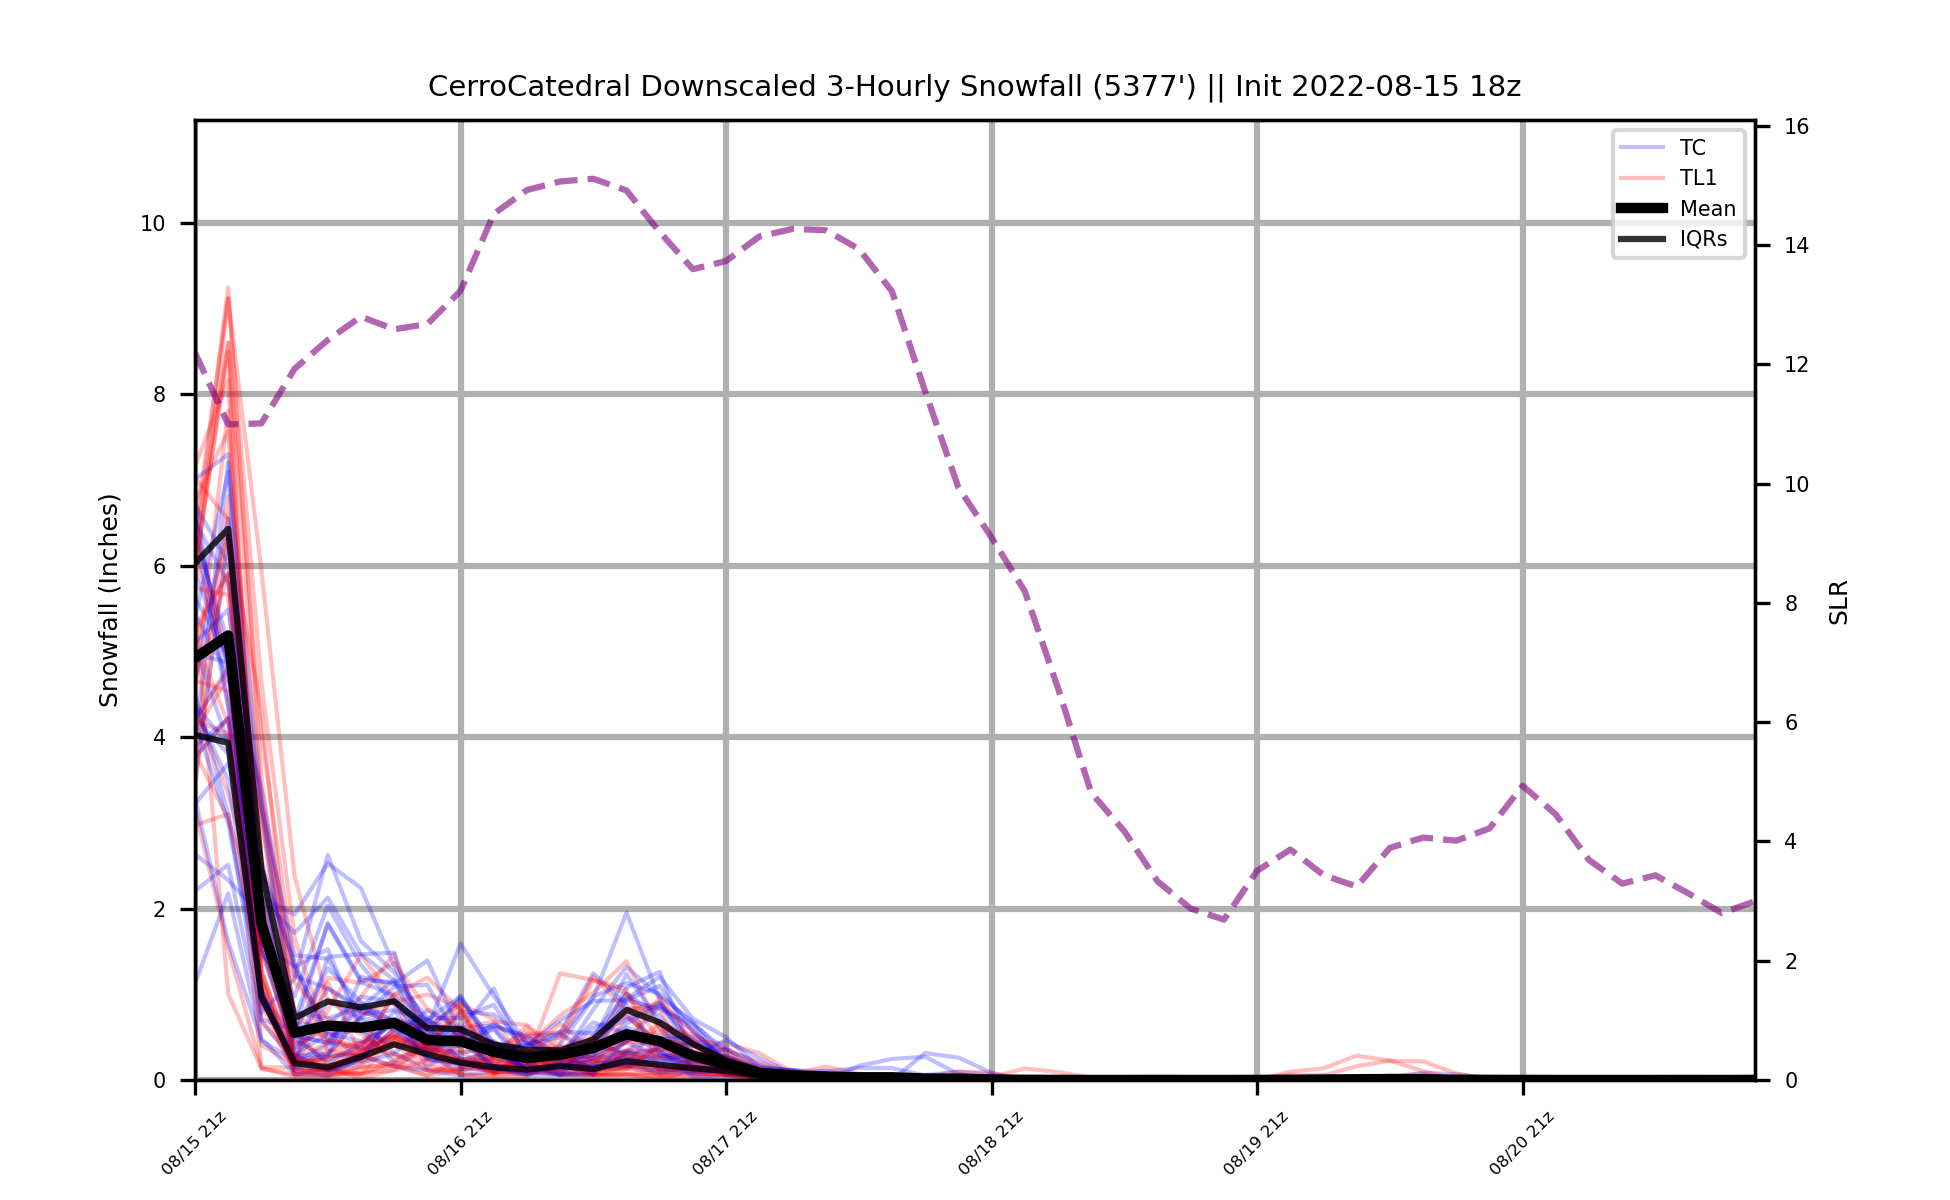 CerroCatedral Downscaled 3-Hourly Snowfall (5377') || Init 2022-08-15 18z
TC
TL1
Mean
IQRs
Snowfall (Inches)
10
8
6
4
2
0
16
14
12
10
8
6
4
2
0
SLR
08/15 21z
08/16 21z
08/17 21z
08/18 21z
08/19 21z
08/20 21z